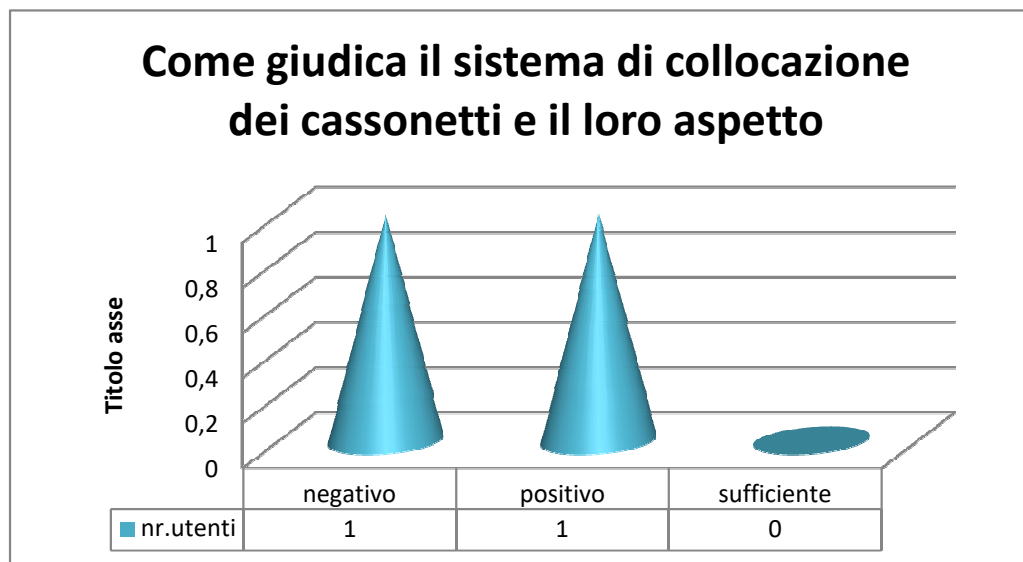 Come giudica il sistema di collocazione
dei cassonetti e il loro aspetto
Titolo asse
1
0,8
0,6
0,4
0,2
0
negativo positivo sufficiente
nr.utenti 1 1 0